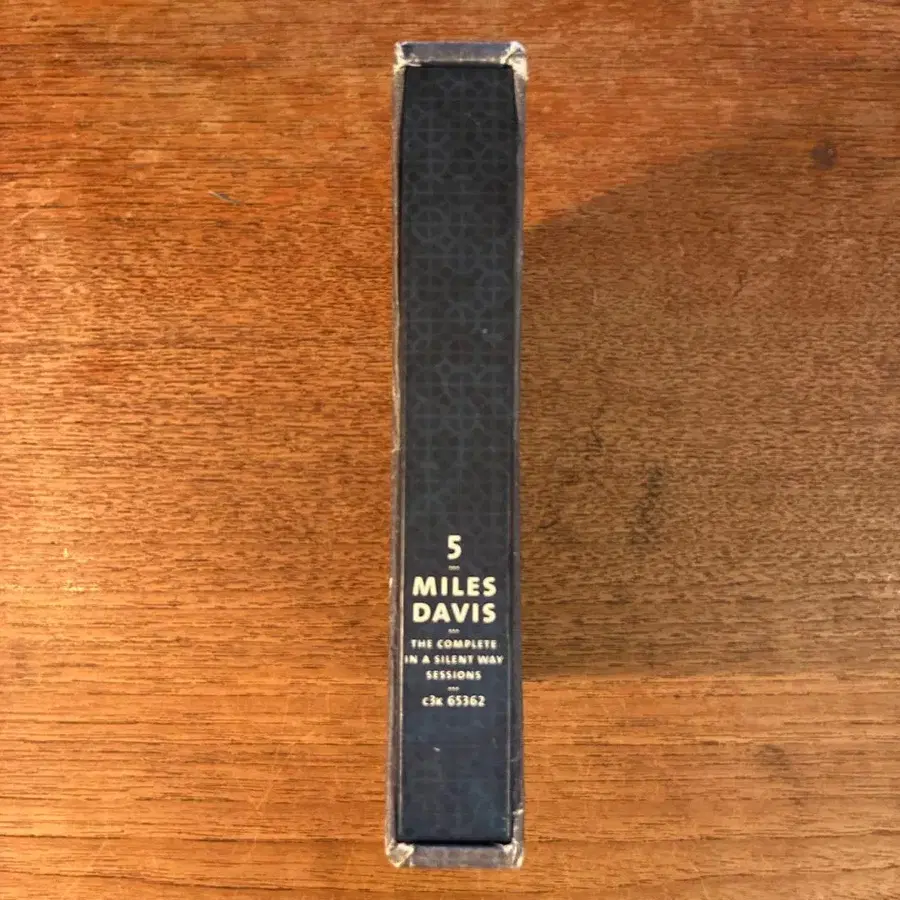 5
MILES
DAVIS
THE COMPLETE
IN A SILENT WAY
SESSIONS
c3k 65362